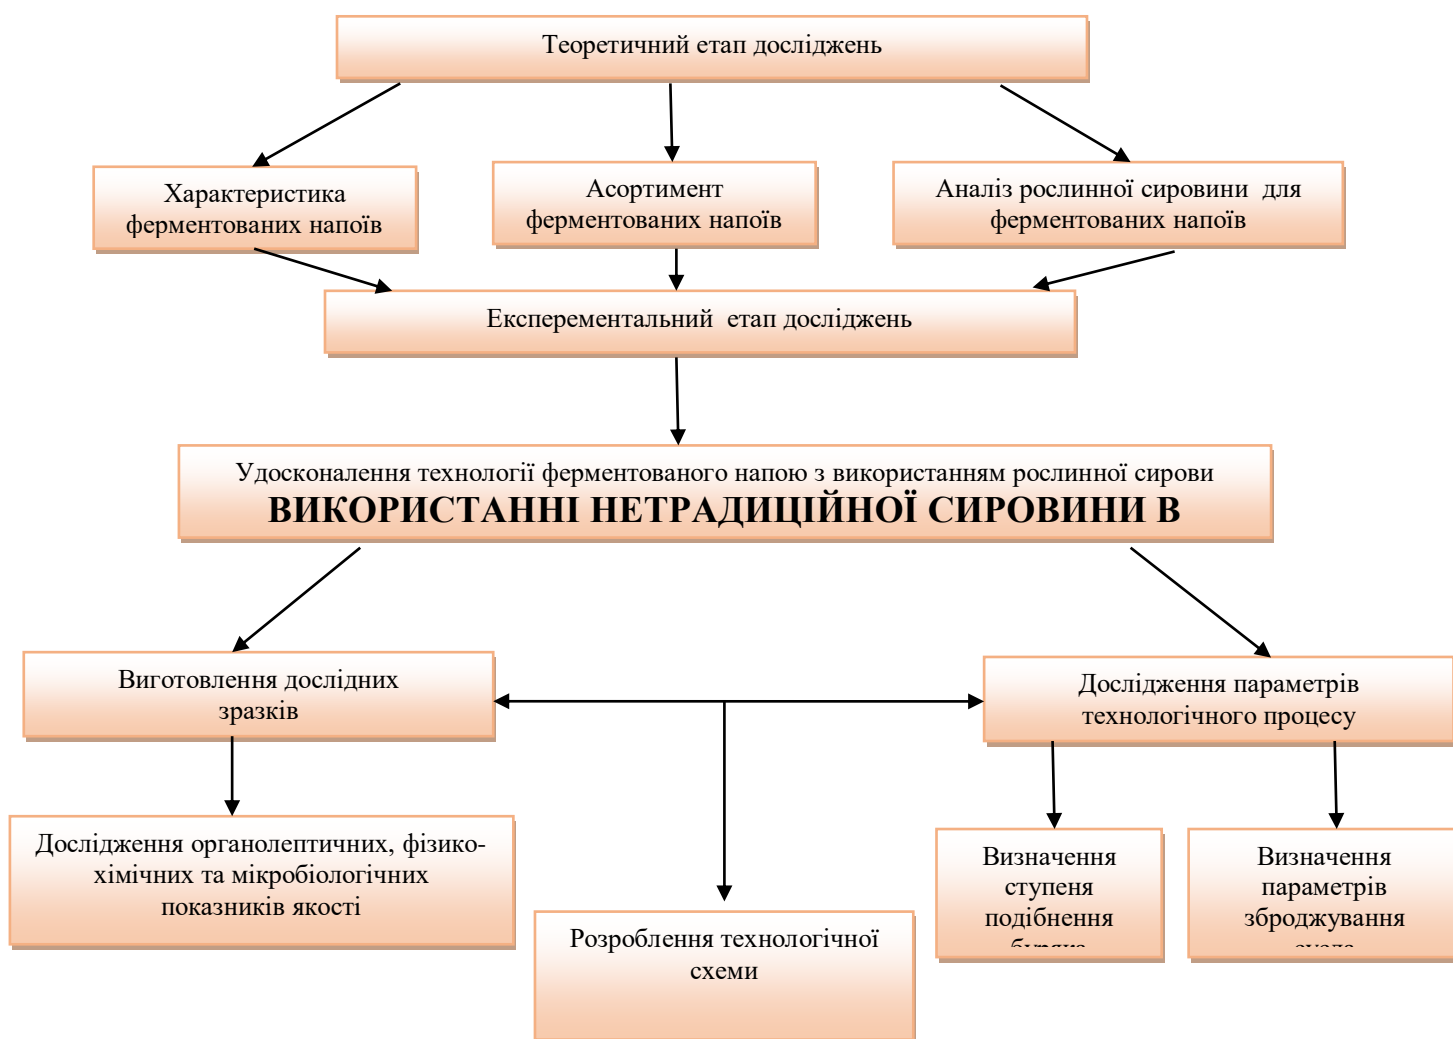 Теоретичний етап досліджень
Характеристика
ферментованих напоїв
Асортимент
ферментованих напоїв
Аналіз рослинної сировини для
ферментованих напоїв
Експерементальний етап досліджень
Удосконалення технології ферментованого напою з використанням рослинної сирови
ВИКОРИСТАННІ НЕТРАДИЦІЙНОЇ СИРОВИНИ В
Виготовлення дослідних
зразків
Дослідження параметрів
технологічного процесу
Дослідження органолептичних, фізико-
хімічних та мікробіологічних
показників якості
Розроблення технологічної
схеми
Визначення
ступеня
подібнення
Визначення
параметрів
зброджування